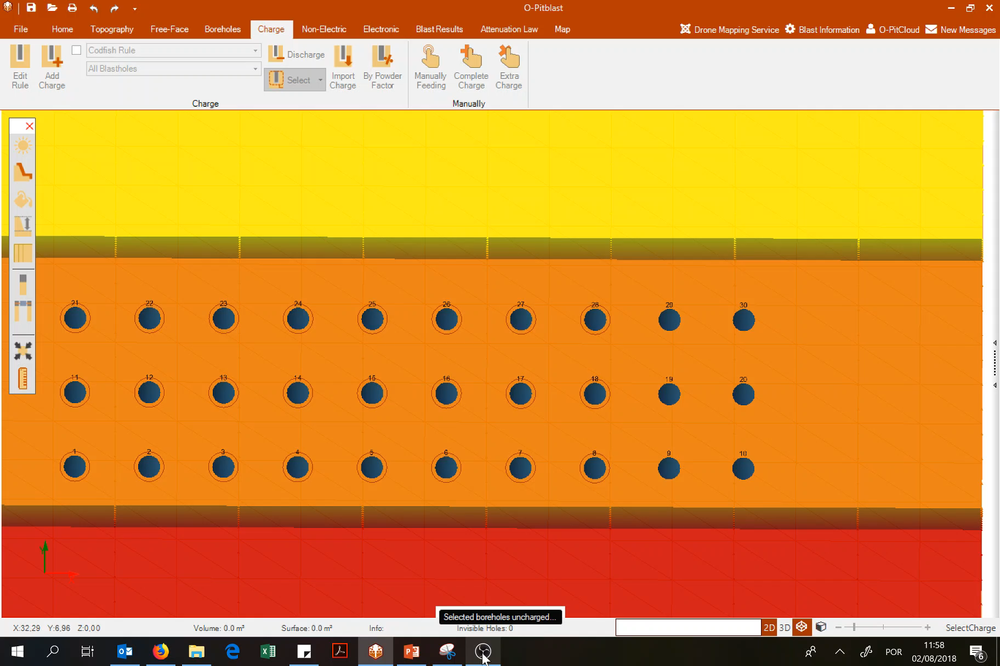 O-Pitblast
File Home Topography Free-Face Boreholes Charge Non-Electric Electronic Blast Results Attenuation Law Map Drone Mapping Service Blast Information O-PitCloud New Messages
Edit Rule
Add Charge
Codfish Rule
All Blastholes
Discharge
Select
Import Charge
By Powder Factor
Manually Feeding
Complete Charge
Extra Charge
Charge
Manually
21 22 23 24 25 26 27 28 29 30
11 12 13 14 15 16 17 18 19 20
1 2 3 4 5 6 7 8 9 10
Selected boreholes uncharged...
X:32,29 Y:6,96 Z:0,00 Volume: 0.0 m³ Surface: 0.0 m² Info: Invisible Holes: 0 2D 3D SelectCharge
POR
11:58
02/08/2018
6